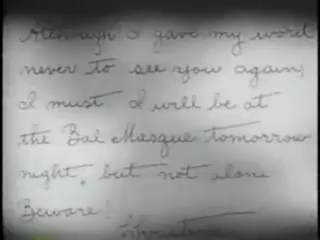 Although I gave my word
never to see you again,
I must I will be at
the Bal Masque tomorrow
night, but not alone
Beware!